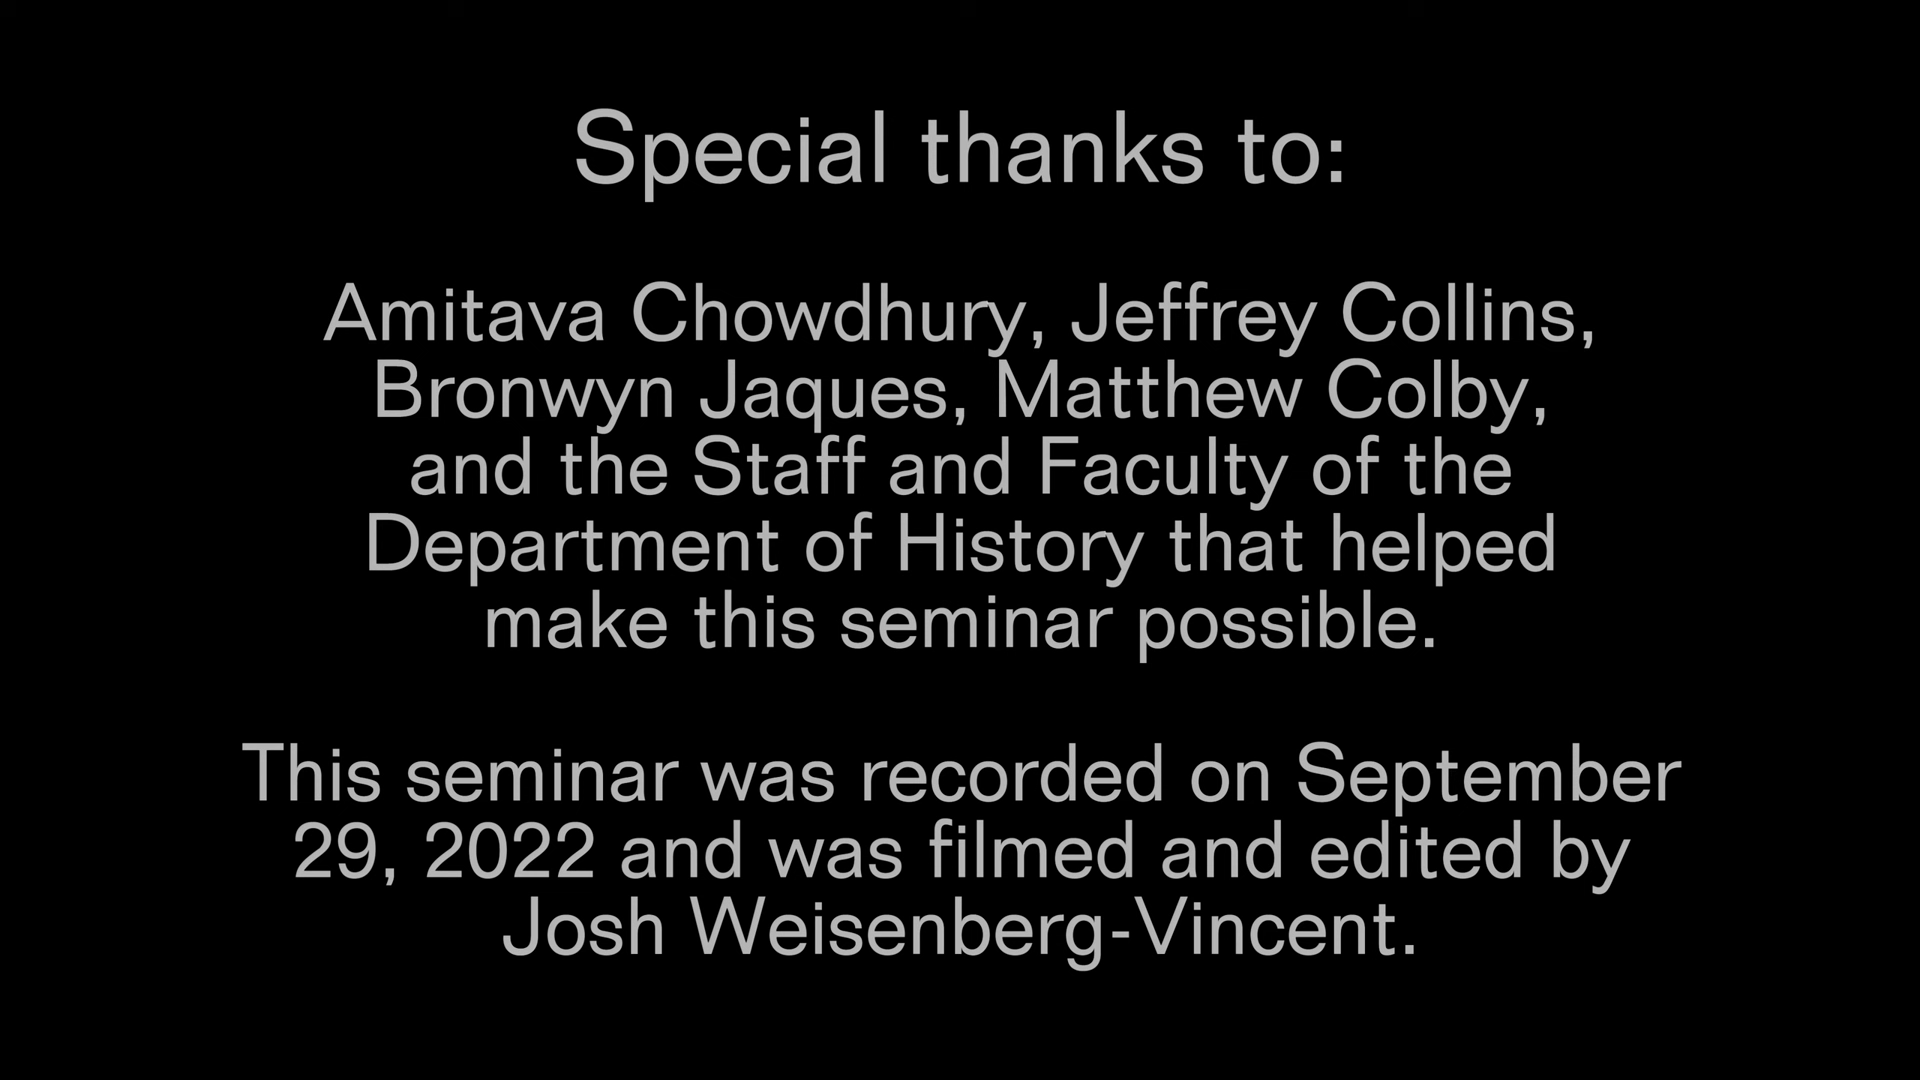 Special thanks to:
Amitava Chowdhury, Jeffrey Collins,
Bronwyn Jaques, Matthew Colby,
and the Staff and Faculty of the
Department of History that helped
make this seminar possible.
This seminar was recorded on September
29, 2022 and was filmed and edited by
Josh Weisenberg-Vincent.